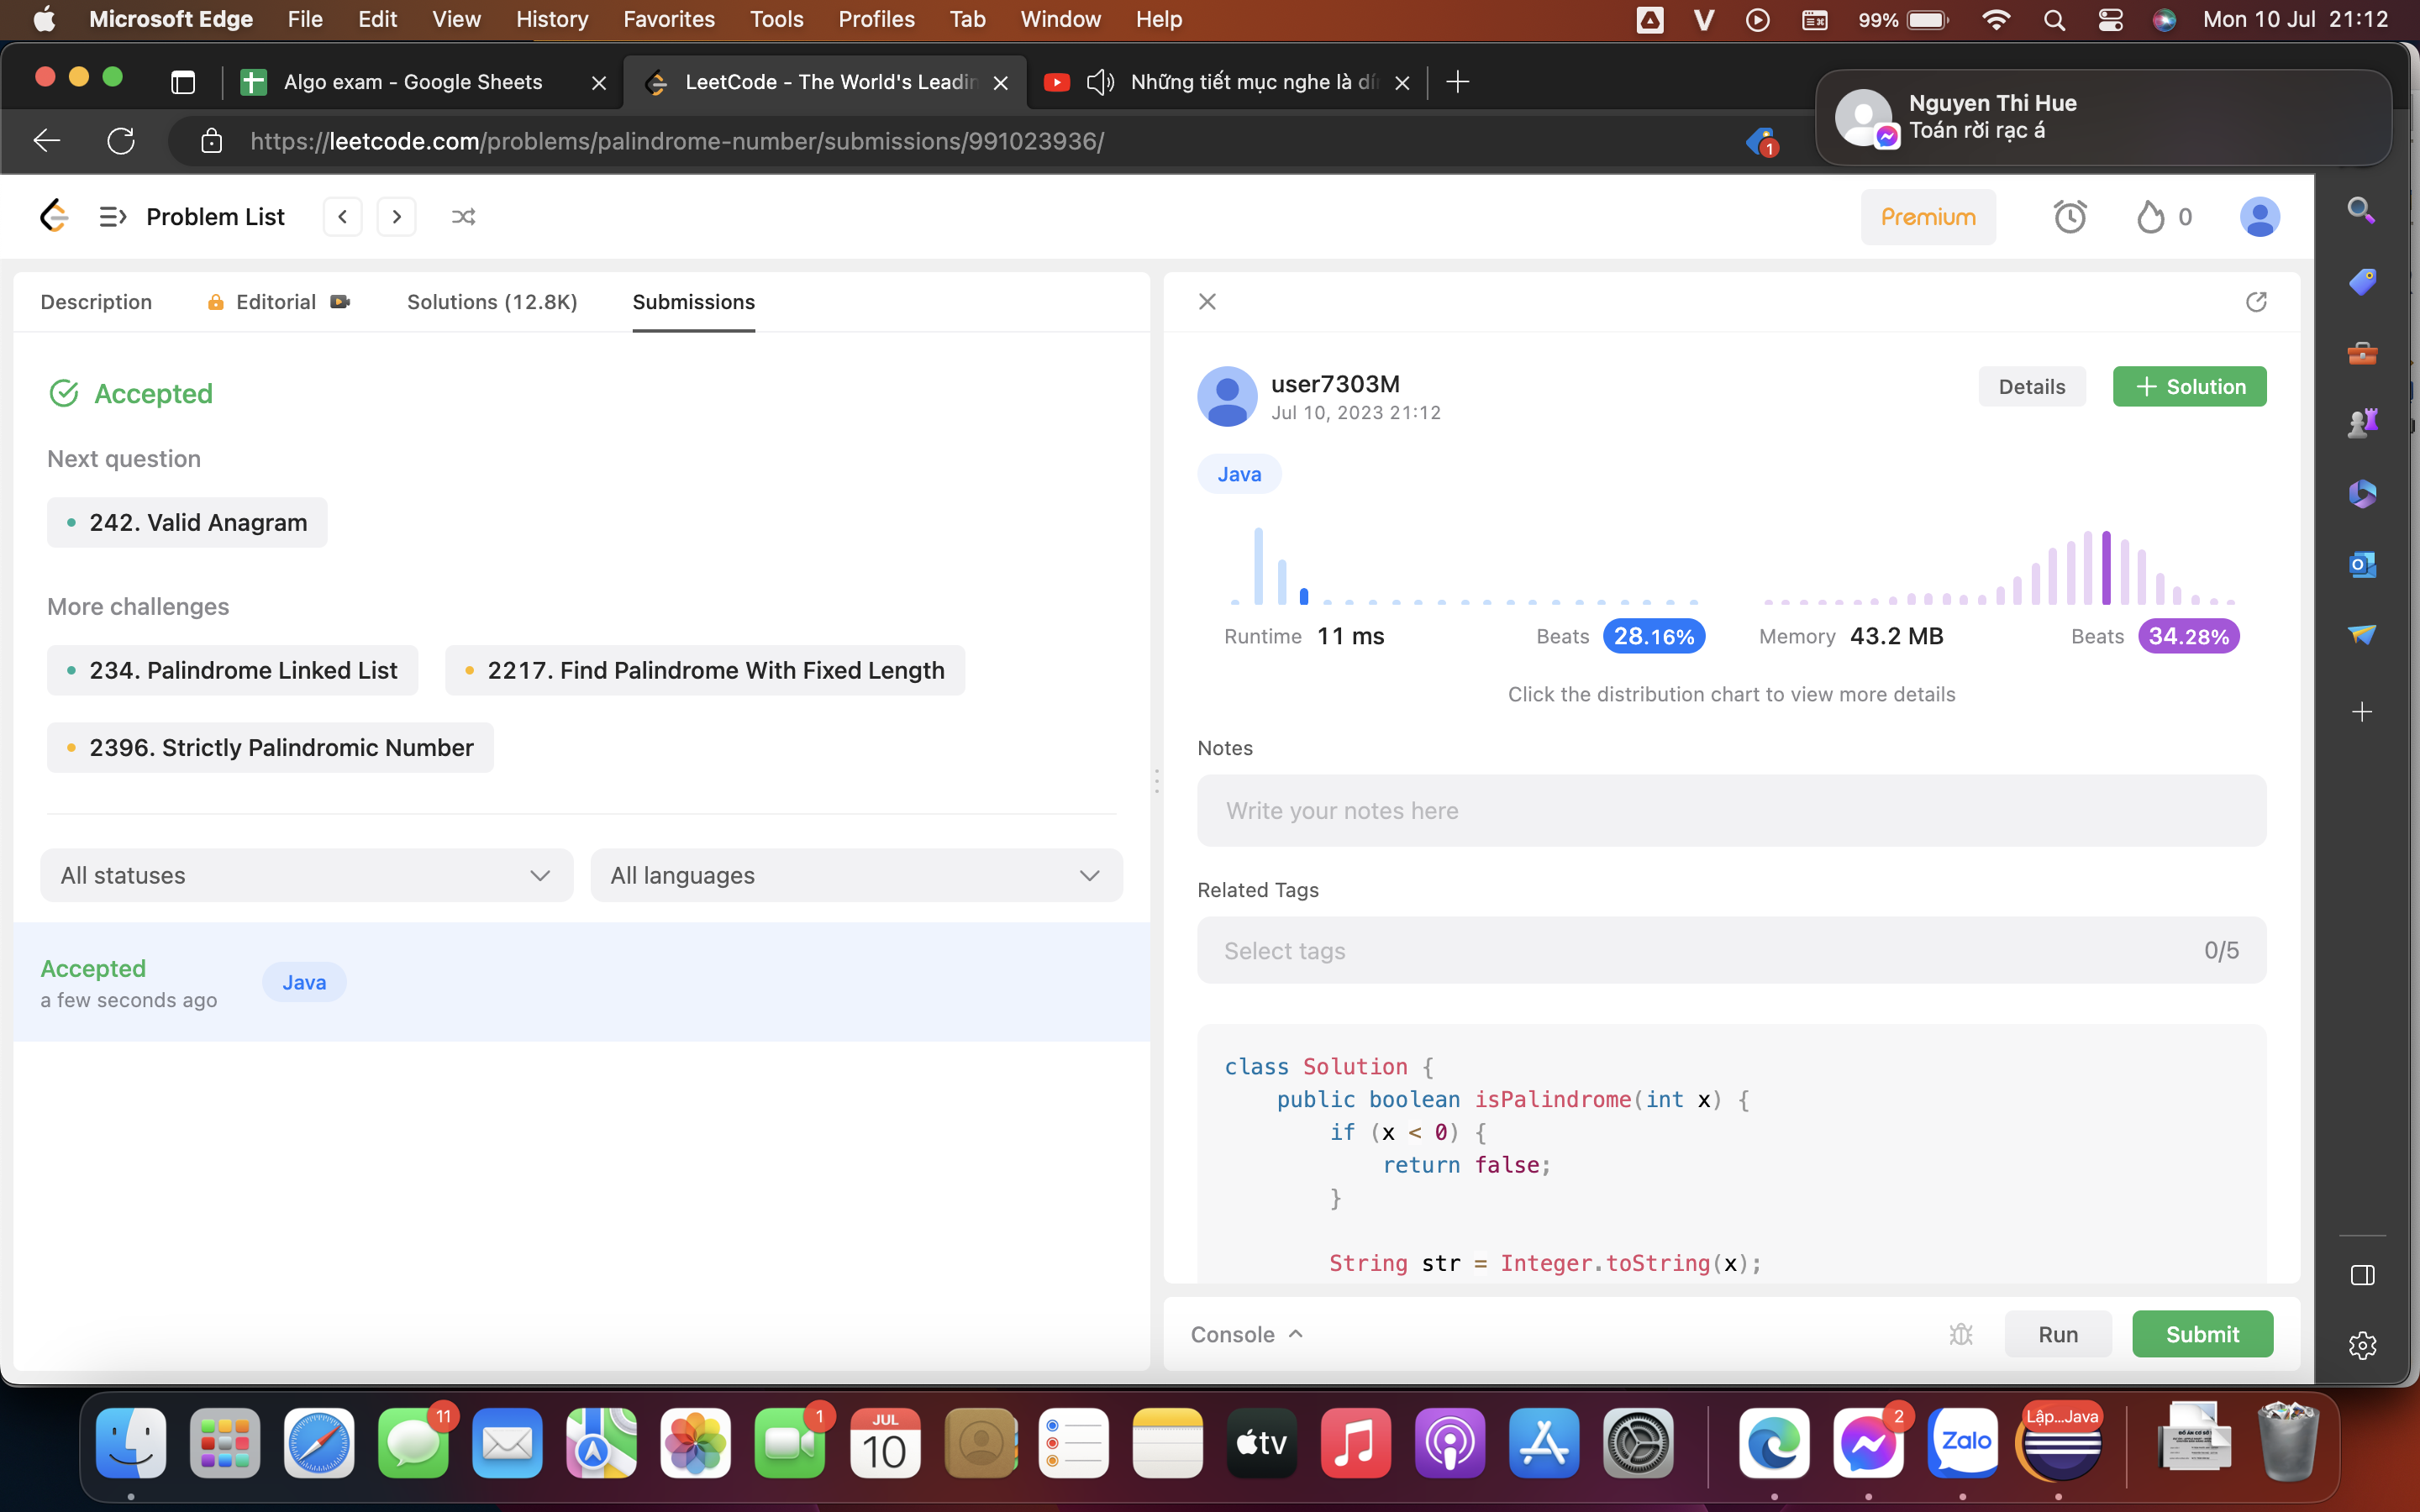 Microsoft Edge File Edit View History Favorites Tools Profiles Tab Window Help 99% Mon 10 Jul 21:12
Algo exam - Google Sheets
LeetCode - The World's Leadin
Những tiết mục nghe là dí
Nguyen Thi Hue
Toán rời rạc á
https://leetcode.com/problems/palindrome-number/submissions/991023936/
1
Problem List
Premium
0
Description
Editorial
Solutions (12.8K)
Submissions
Accepted
Next question
242. Valid Anagram
More challenges
234. Palindrome Linked List
2217. Find Palindrome With Fixed Length
2396. Strictly Palindromic Number
All statuses
All languages
Accepted
a few seconds ago
Java
user7303M
Jul 10, 2023 21:12
Details
Solution
Java
Runtime 11 ms
Beats 28.16%
Memory 43.2 MB
Beats 34.28%
Click the distribution chart to view more details
Notes
Write your notes here
Related Tags
Select tags
0/5
class Solution {
public boolean isPalindrome(int x) {
if (x < 0) {
return false;
}
String str = Integer.toString(x);
Console
Run
Submit
11
1
JUL
10
tv
2
Zalo
Lập...Java